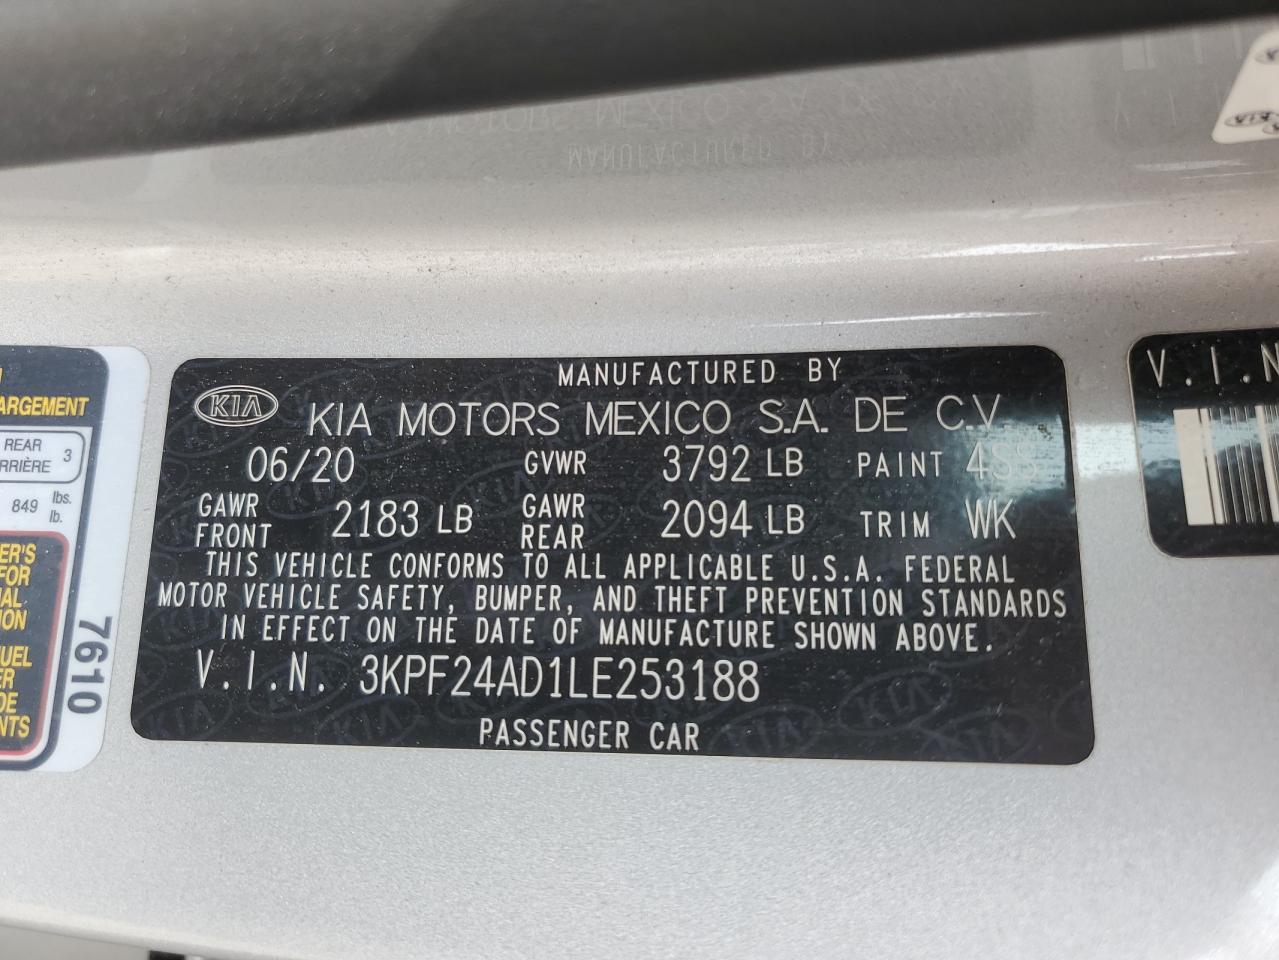 MANUFACTURED BY
KIA KIA MOTORS MEXICO S.A. DE C.V.
06/20 GVWR 3792 LB PAINT 4SS
GAWR FRONT 2183 LB GAWR REAR 2094 LB TRIM WK
THIS VEHICLE CONFORMS TO ALL APPLICABLE U.S.A. FEDERAL
MOTOR VEHICLE SAFETY, BUMPER, AND THEFT PREVENTION STANDARDS
IN EFFECT ON THE DATE OF MANUFACTURE SHOWN ABOVE.
V.I.N. 3KPF24AD1LE253188
PASSENGER CAR
V.I.N
REAR 3
849 lbs.
lb.
7610